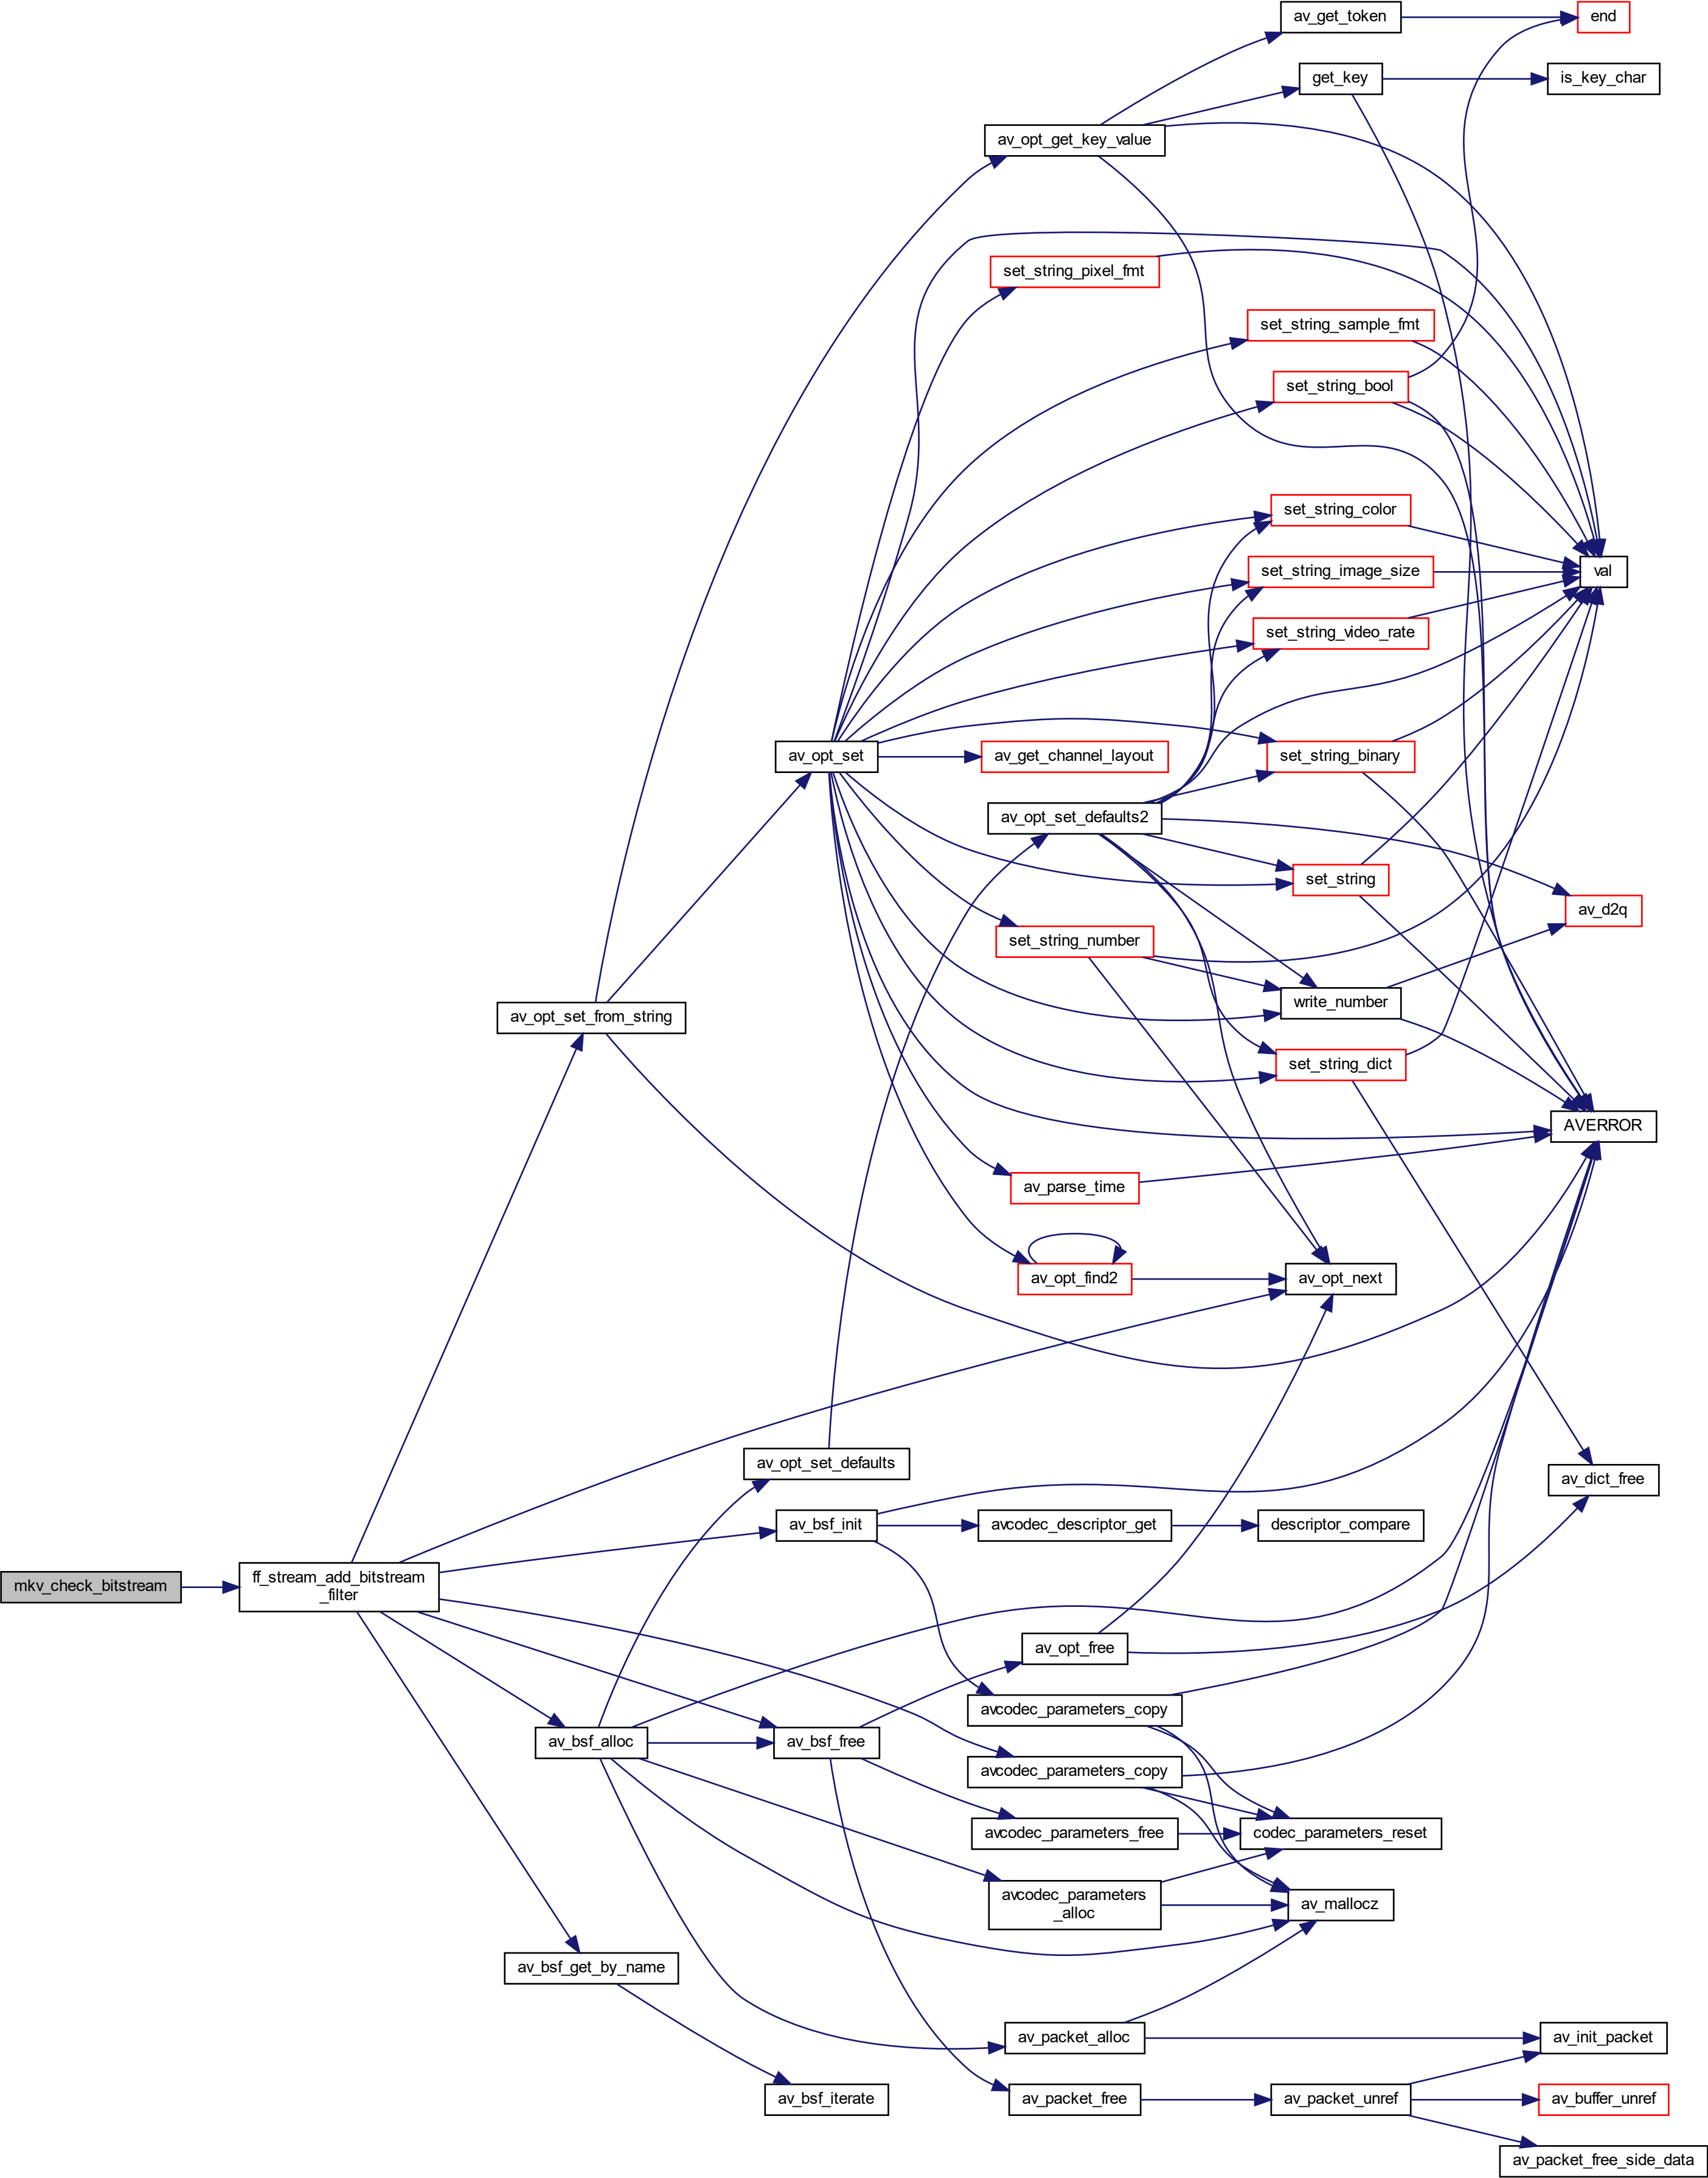 av_get_token
end
get_key
is_key_char
av_opt_get_key_value
set_string_pixel_fmt
set_string_sample_fmt
set_string_bool
set_string_color
set_string_image_size
val
set_string_video_rate
av_opt_set
av_get_channel_layout
set_string_binary
av_opt_set_defaults2
set_string
av_d2q
set_string_number
av_opt_set_from_string
write_number
set_string_dict
AVERROR
av_parse_time
av_opt_find2
av_opt_next
av_opt_set_defaults
av_dict_free
av_bsf_init
avcodec_descriptor_get
descriptor_compare
mkv_check_bitstream
ff_stream_add_bitstream
_filter
av_opt_free
avcodec_parameters_copy
av_bsf_alloc
av_bsf_free
avcodec_parameters_copy
avcodec_parameters_free
codec_parameters_reset
avcodec_parameters
_alloc
av_mallocz
av_bsf_get_by_name
av_packet_alloc
av_init_packet
av_bsf_iterate
av_packet_free
av_packet_unref
av_buffer_unref
av_packet_free_side_data